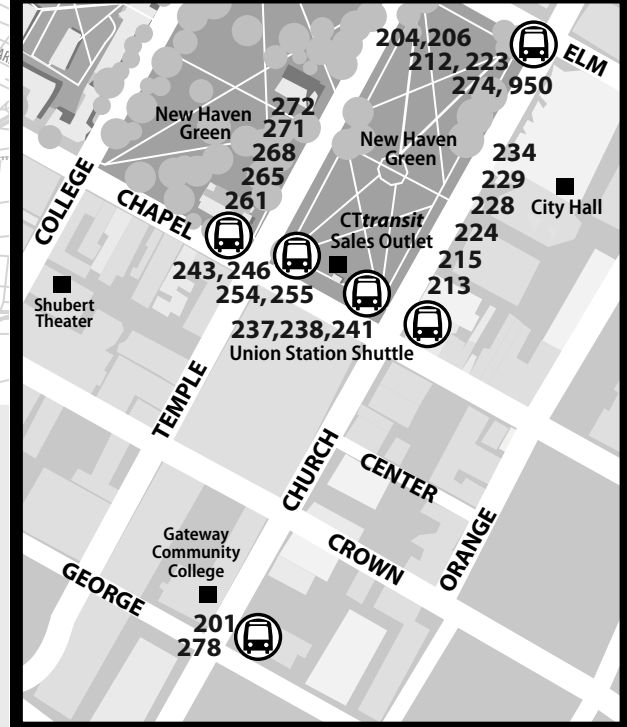 204,206
212, 223
274, 950
ELM
272
271
268
265
261
New Haven
Green
New Haven
Green
234
229
228
224
215
213
City Hall
COLLEGE
CHAPEL
CTtransit
Sales Outlet
243, 246
254, 255
Shubert
Theater
237,238,241
Union Station Shuttle
TEMPLE
CHURCH
CENTER
ORANGE
CROWN
Gateway
Community
College
GEORGE
201
278